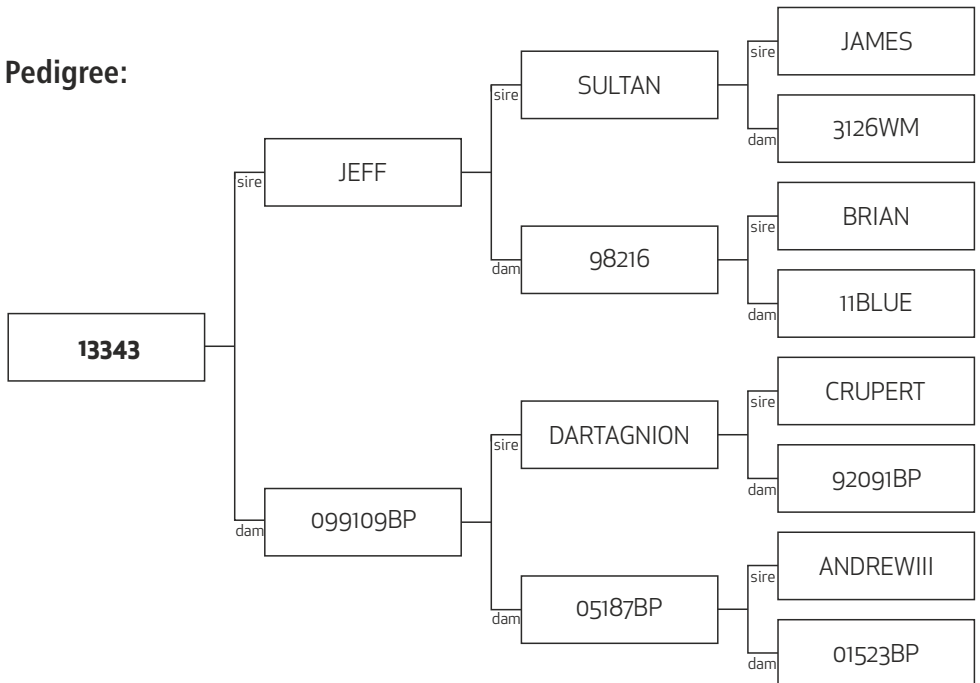 JAMES
sire
Pedigree:
SULTAN
sire
3126WM
dam
JEFF
sire
BRIAN
sire
98216
dam
11BLUE
dam
13343
CRUPERT
sire
DARTAGNION
sire
92091BP
dam
099109BP
dam
ANDREWIII
sire
05187BP
dam
01523BP
dam